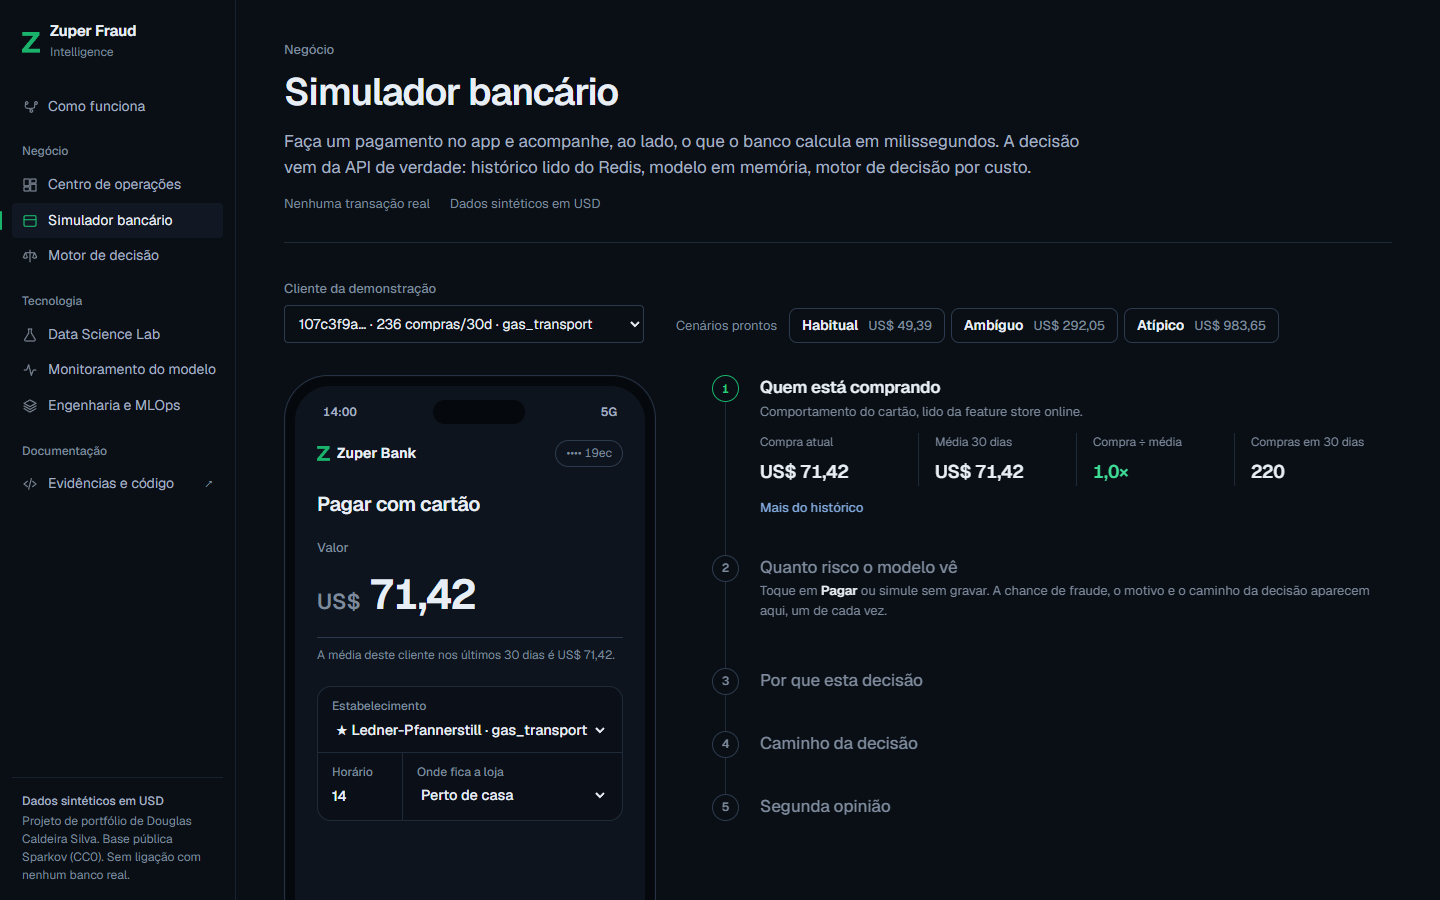 Zuper Fraud
Intelligence
Como funciona
Negócio
Centro de operações
Simulador bancário
Motor de decisão
Tecnologia
Data Science Lab
Monitoramento do modelo
Engenharia e MLOps
Documentação
Evidências e código ↗
Dados sintéticos em USD
Projeto de portfólio de Douglas
Caldeira Silva. Base pública
Sparkov (CC0). Sem ligação com
nenhum banco real.
Negócio
Simulador bancário
Faça um pagamento no app e acompanhe, ao lado, o que o banco calcula em milissegundos. A decisão
vem da API de verdade: histórico lido do Redis, modelo em memória, motor de decisão por custo.
Nenhuma transação real Dados sintéticos em USD
Cliente da demonstração
107c3f9a… · 236 compras/30d · gas_transport
Cenários prontos
Habitual US$ 49,39
Ambíguo US$ 292,05
Atípico US$ 983,65
14:00 5G
Zuper Bank •••• 19ec
Pagar com cartão
Valor
US$ 71,42
A média deste cliente nos últimos 30 dias é US$ 71,42.
Estabelecimento
★ Ledner-Pfannerstill · gas_transport
Horário
14
Onde fica a loja
Perto de casa
1 Quem está comprando
Comportamento do cartão, lido da feature store online.
Compra atual
US$ 71,42
Média 30 dias
US$ 71,42
Compra ÷ média
1,0×
Compras em 30 dias
220
Mais do histórico
2 Quanto risco o modelo vê
Toque em Pagar ou simule sem gravar. A chance de fraude, o motivo e o caminho da decisão aparecem
aqui, um de cada vez.
3 Por que esta decisão
4 Caminho da decisão
5 Segunda opinião